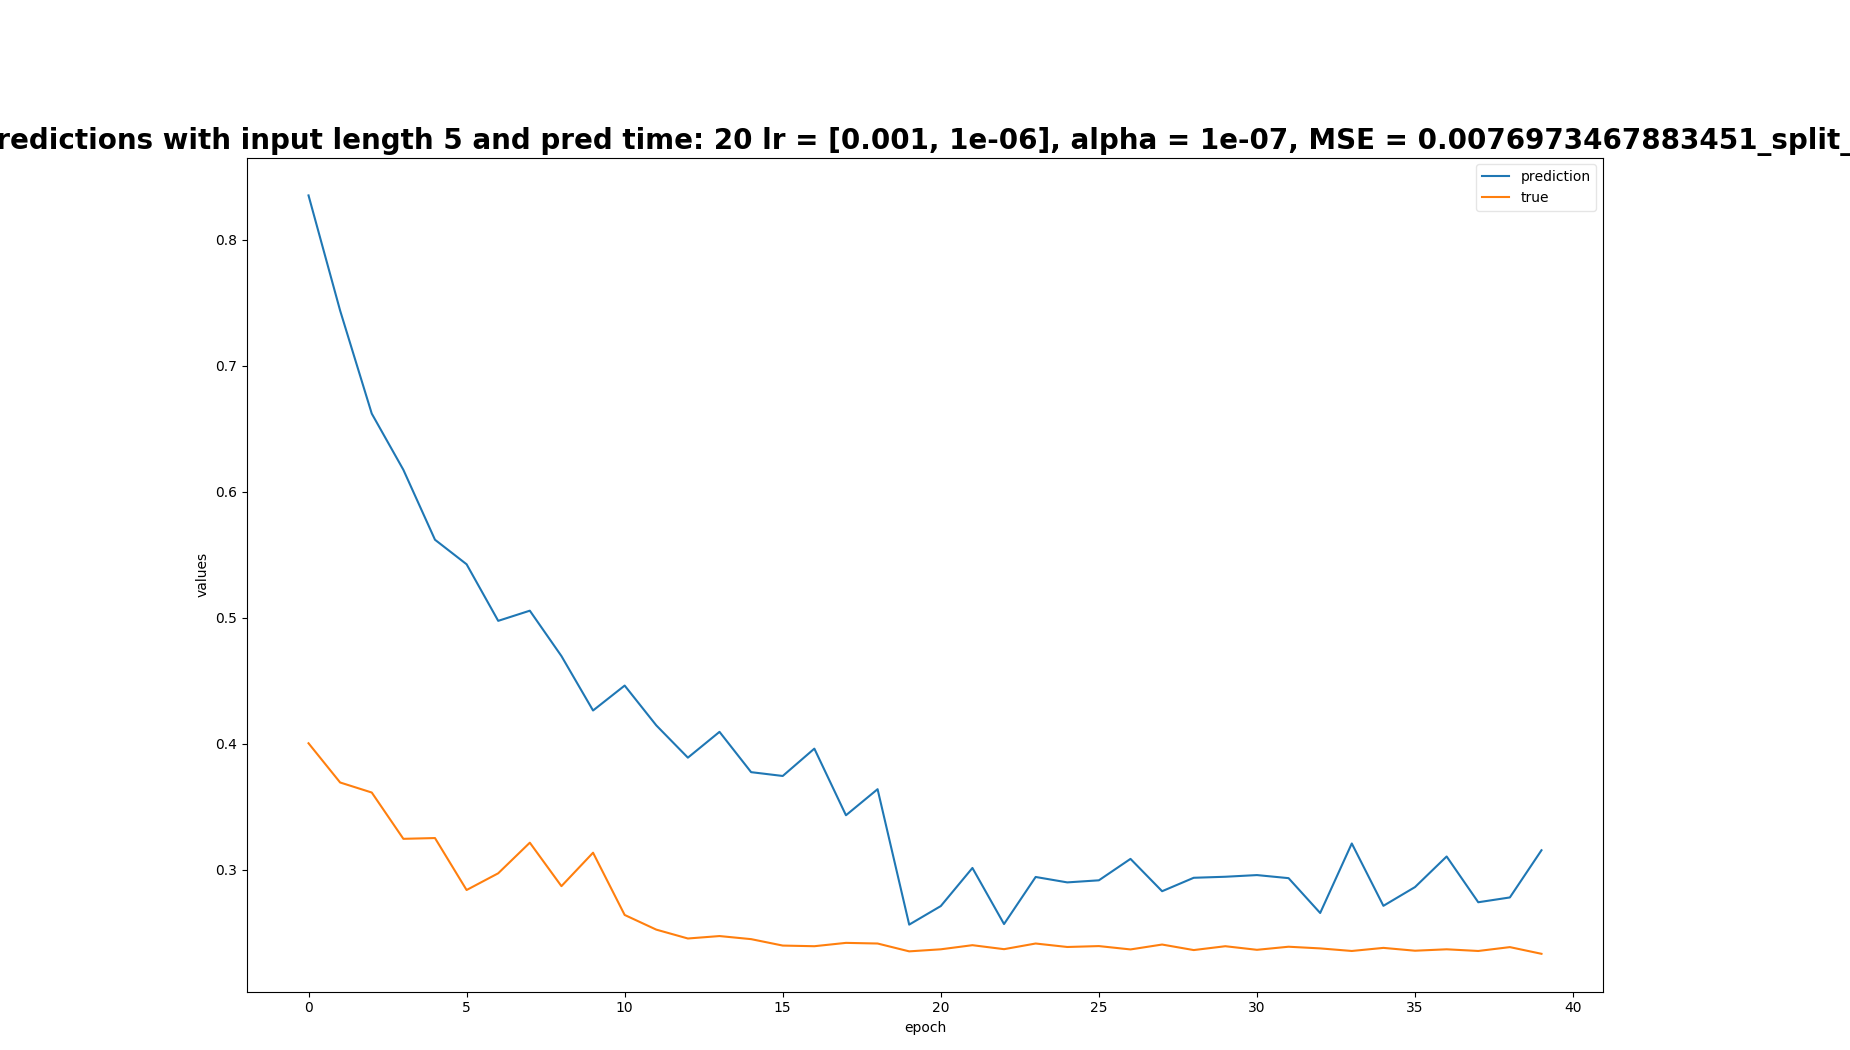 redictions with input length 5 and pred time: 20 lr = [0.001, 1e-06], alpha = 1e-07, MSE = 0.0076973467883451_split_
prediction
true
0.8
0.7
0.6
0.5
0.4
0.3
values
0 5 10 15 20 25 30 35 40
epoch